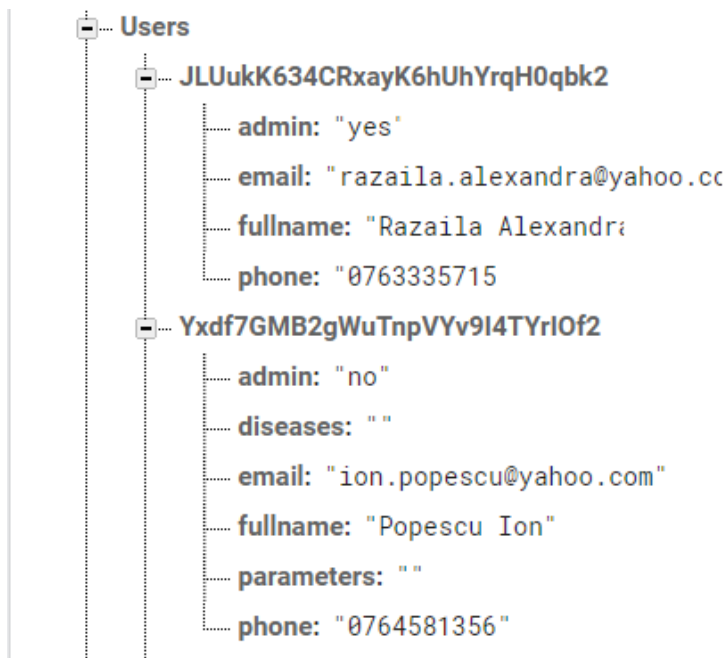 Users
JLUukK634CRxayK6hUhYrqH0qbk2
admin: "yes"
email: "razaila.alexandra@yahoo.cc
fullname: "Razaila Alexandra
phone: "0763335715
Yxdf7GMB2gWuTnpVYv9I4TYrIOf2
admin: "no"
diseases: ""
email: "ion.popescu@yahoo.com"
fullname: "Popescu Ion"
parameters: ""
phone: "0764581356"